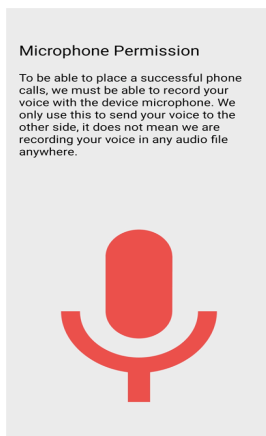 Microphone Permission
To be able to place a successful phone
calls, we must be able to record your
voice with the device microphone. We
only use this to send your voice to the
other side, it does not mean we are
recording your voice in any audio file
anywhere.